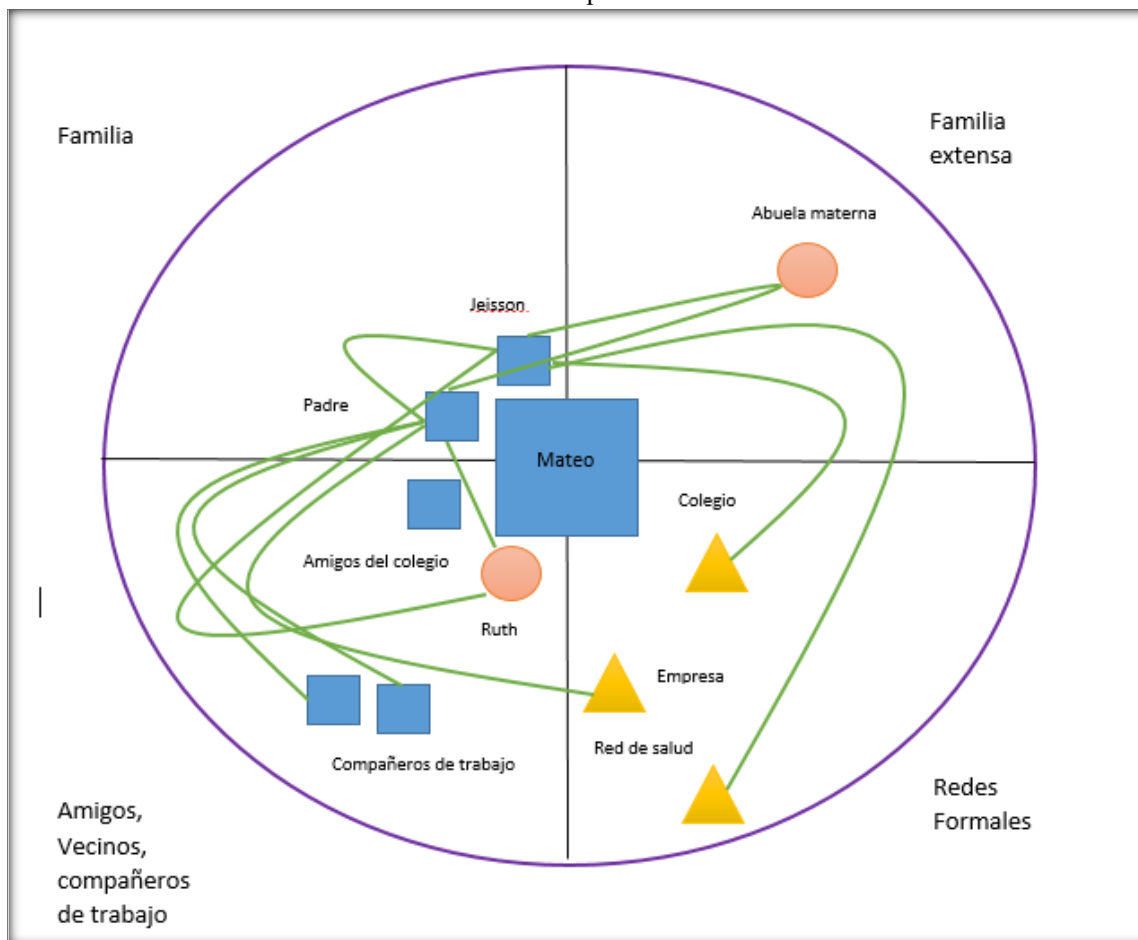 Familia
Familia
extensa
Abuela materna
Jeisson
Padre
Mateo
Colegio
Amigos del colegio
Ruth
Empresa
Red de salud
Compañeros de trabajo
Amigos,
Vecinos,
compañeros
de trabajo
Redes
Formales